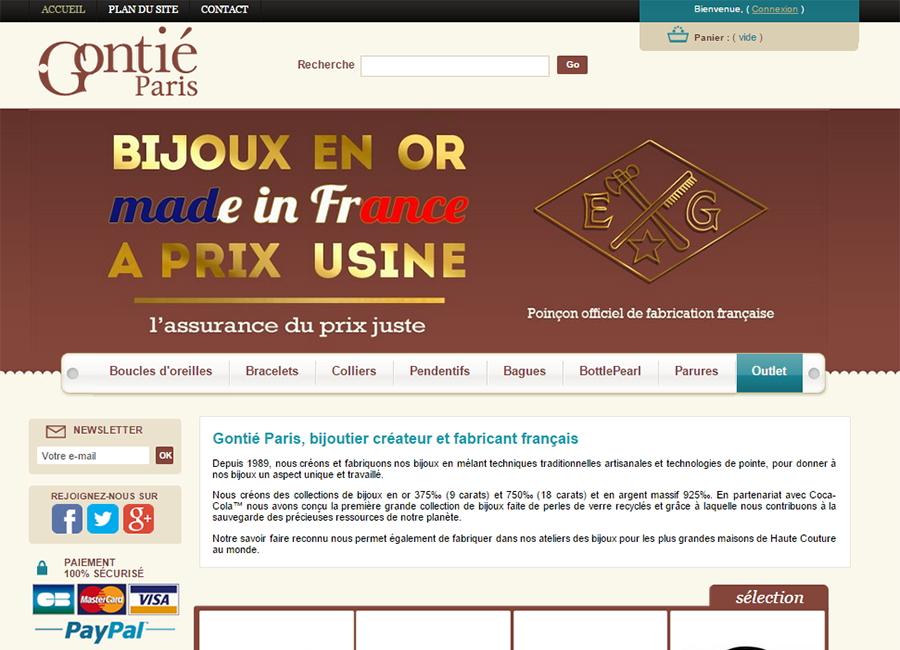 ACCUEIL PLAN DU SITE CONTACT
Bienvenue, ( Connexion )
Panier : ( vide )
Gontié
Paris
Recherche Go
BIJOUX EN OR
made in France
A PRIX USINE
l'assurance du prix juste
E G
Poinçon officiel de fabrication française
Boucles d'oreilles Bracelets Colliers Pendentifs Bagues BottlePearl Parures Outlet
NEWSLETTER
Votre e-mail OK
REJOIGNEZ-NOUS SUR
f g+
PAIEMENT
100% SÉCURISÉ
CB MasterCard VISA
PayPal
Gontié Paris, bijoutier créateur et fabricant français
Depuis 1989, nous créons et fabriquons nos bijoux en mélant techniques traditionnelles artisanales et technologies de pointe, pour donner à
nos bijoux un aspect unique et travaillé.
Nous créons des collections de bijoux en or 375‰ (9 carats) et 750‰ (18 carats) et en argent massif 925‰. En partenariat avec Coca-
Cola™ nous avons conçu la première grande collection de bijoux faite de perles de verre recyclés et grâce à laquelle nous contribuons à la
sauvegarde des précieuses ressources de notre planète.
Notre savoir faire reconnu nous permet également de fabriquer dans nos ateliers des bijoux pour les plus grandes maisons de Haute Couture
au monde.
sélection